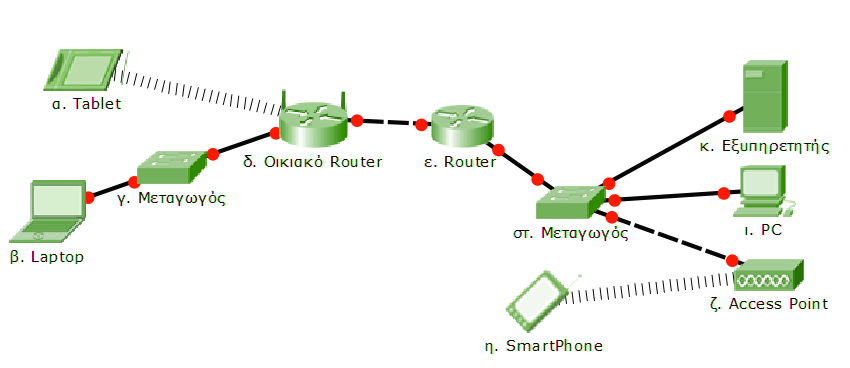 α. Tablet
β. Laptop
γ. Μεταγωγός
δ. Οικιακό Router
ε. Router
στ. Μεταγωγός
κ. Εξυπηρετητής
ι. PC
ζ. Access Point
η. SmartPhone